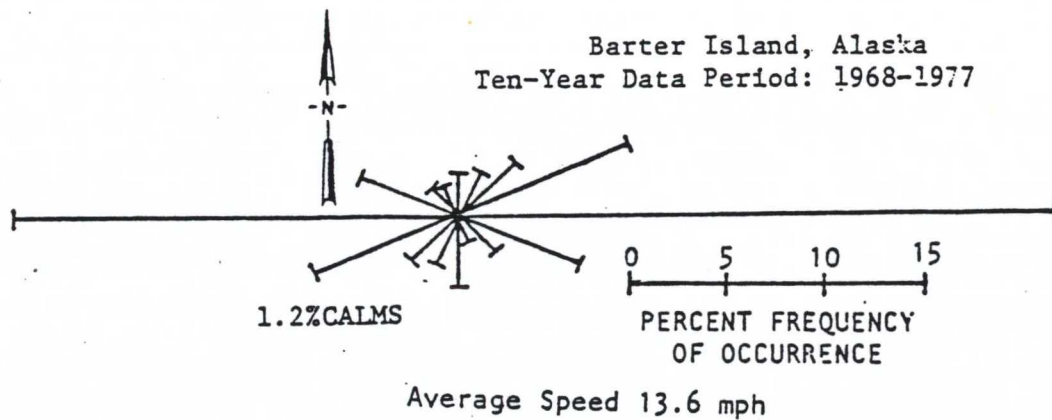 Barter Island, Alaska
Ten-Year Data Period: 1968-1977
-N-
0 5 10 15
1.2%CALMS
PERCENT FREQUENCY
OF OCCURRENCE
Average Speed 13.6 mph